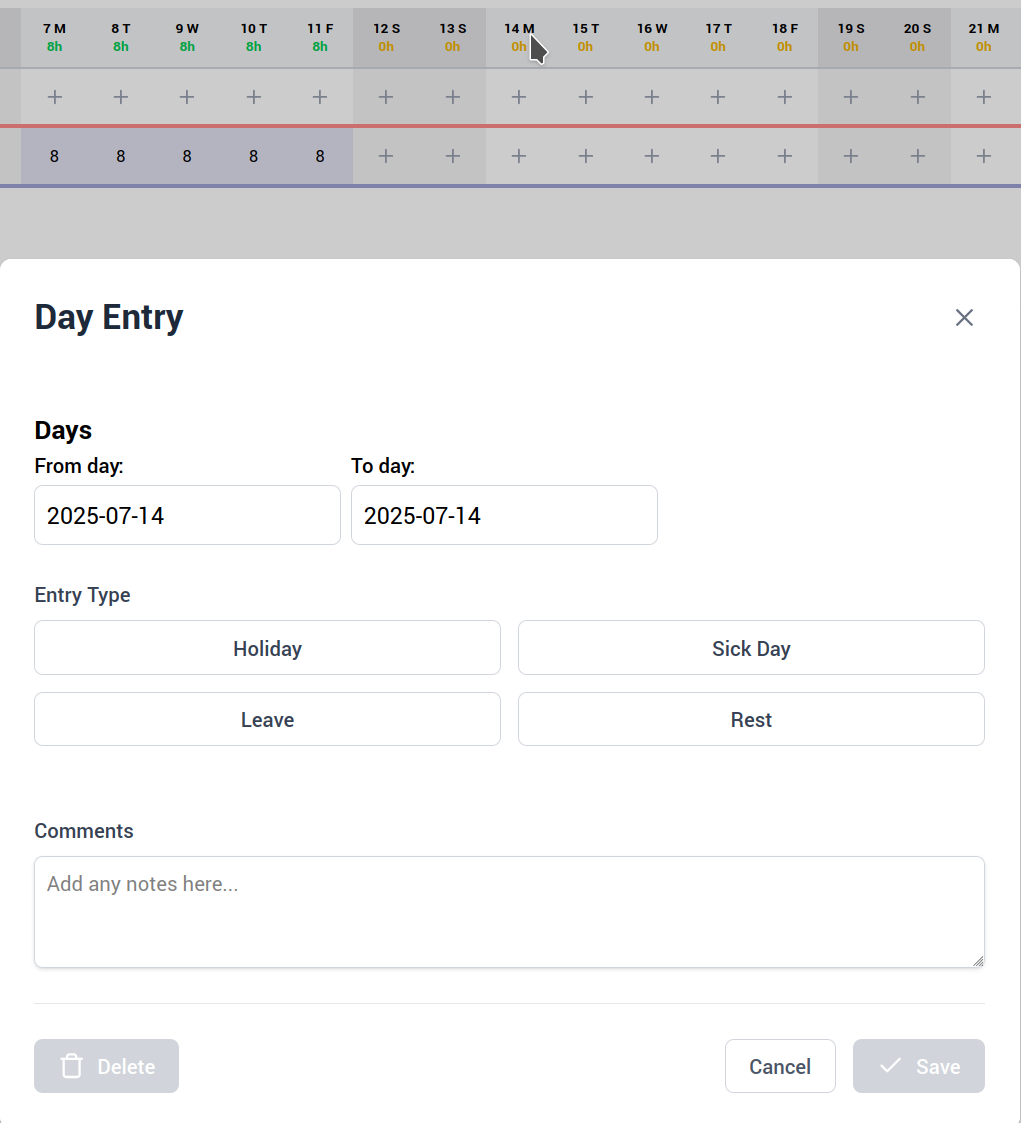 7 M 8 T 9 W 10 T 11 F 12 S 13 S 14 M 15 T 16 W 17 T 18 F 19 S 20 S 21 M
8h 8h 8h 8h 8h 0h 0h 0h 0h 0h 0h 0h 0h 0h 0h
+ + + + + + + + + + + + + + +
8 8 8 8 8 + + + + + + + + + +
Day Entry
Days
From day: To day:
2025-07-14 2025-07-14
Entry Type
Holiday Sick Day
Leave Rest
Comments
Add any notes here...
Delete Cancel Save